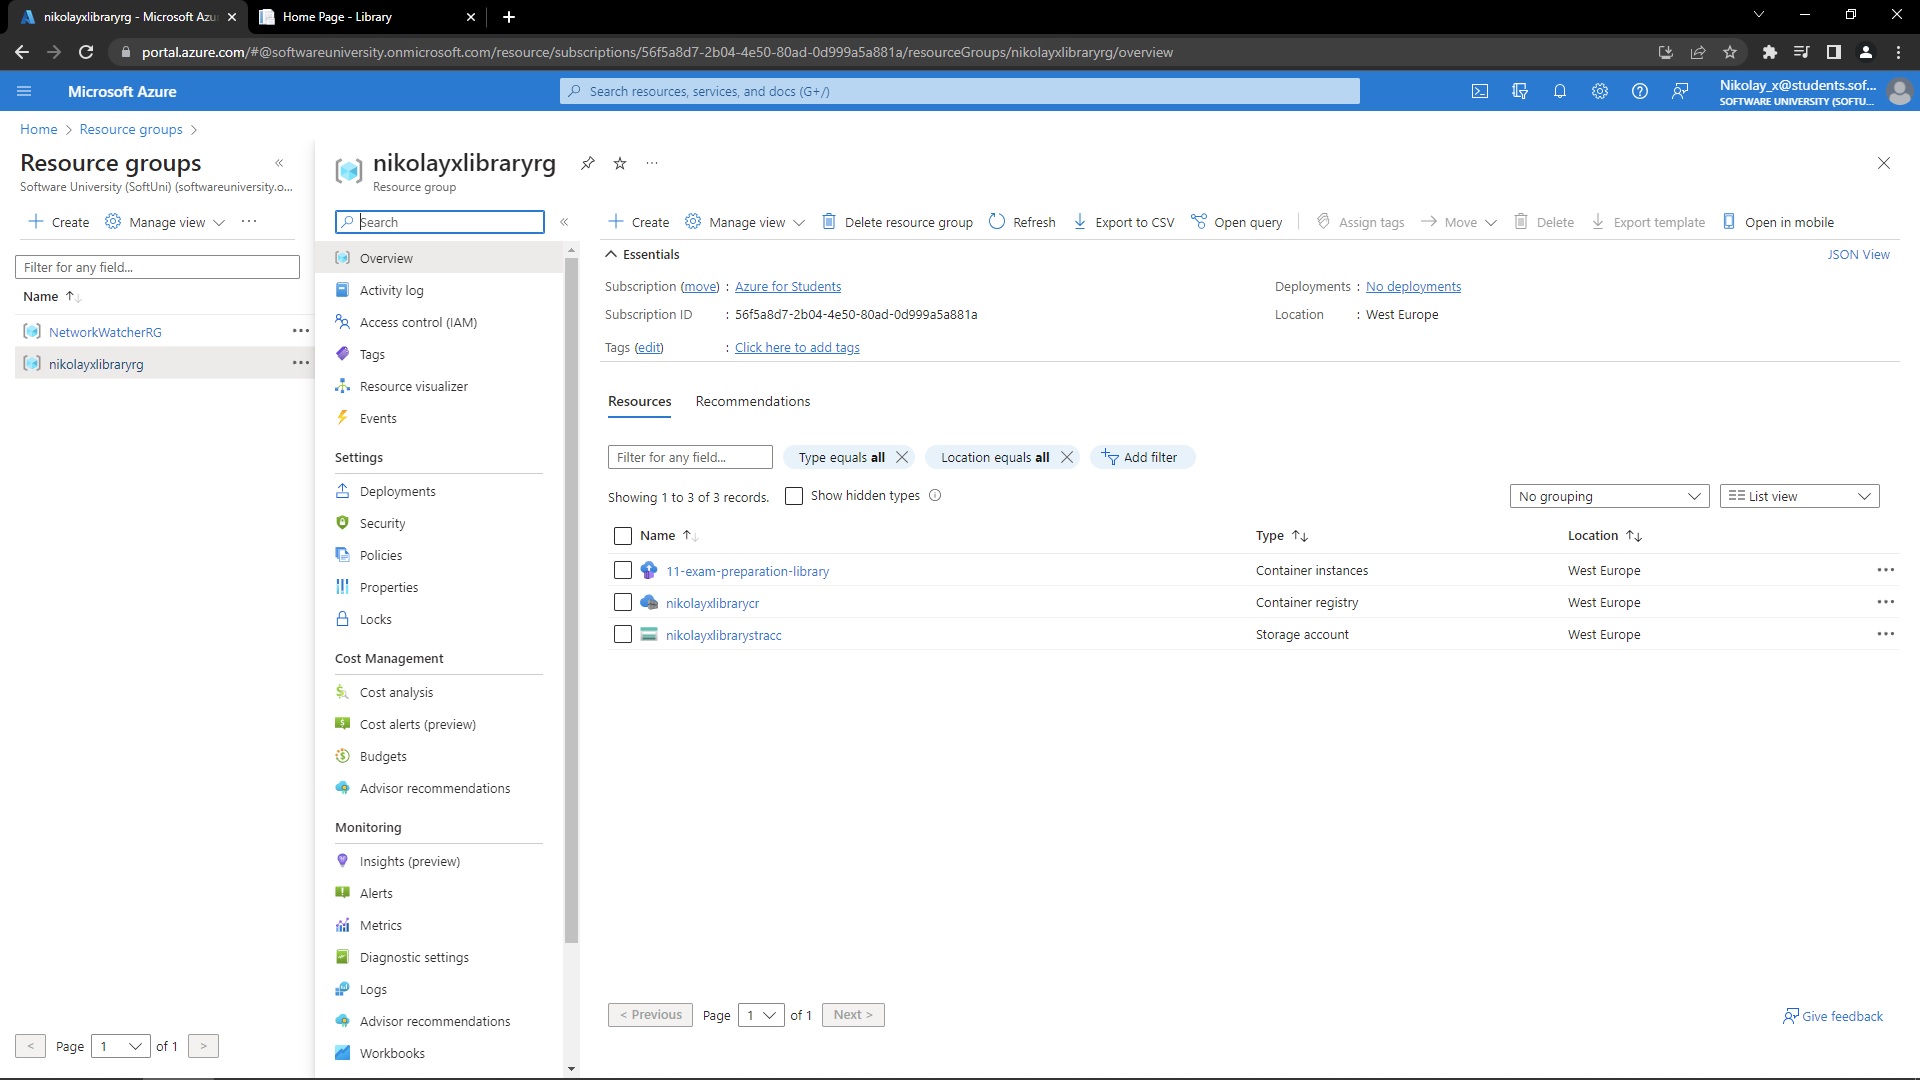 nikolayxlibraryrg - Microsoft Azu
Home Page - Library
portal.azure.com/#@softwareuniversity.onmicrosoft.com/resource/subscriptions/56f5a8d7-2b04-4e50-80ad-0d999a5a881a/resourceGroups/nikolayxlibraryrg/overview
Microsoft Azure
Search resources, services, and docs (G+/)
Nikolay_x@students.sof...
SOFTWARE UNIVERSITY (SOFTU...
Home
Resource groups
Resource groups
Software University (SoftUni) (softwareuniversity.o...
Create
Manage view
Filter for any field...
Name
NetworkWatcherRG
nikolayxlibraryrg
< Page 1 of 1 >
nikolayxlibraryrg
Resource group
Search
Overview
Activity log
Access control (IAM)
Tags
Resource visualizer
Events
Settings
Deployments
Security
Policies
Properties
Locks
Cost Management
Cost analysis
Cost alerts (preview)
Budgets
Advisor recommendations
Monitoring
Insights (preview)
Alerts
Metrics
Diagnostic settings
Logs
Advisor recommendations
Workbooks
Create
Manage view
Delete resource group
Refresh
Export to CSV
Open query
Assign tags
Move
Delete
Export template
Open in mobile
Essentials
JSON View
Subscription (move) : Azure for Students
Deployments : No deployments
Subscription ID : 56f5a8d7-2b04-4e50-80ad-0d999a5a881a
Location : West Europe
Tags (edit) : Click here to add tags
Resources
Recommendations
Filter for any field...
Type equals all
Location equals all
Add filter
Showing 1 to 3 of 3 records.
Show hidden types
No grouping
List view
Name Type Location
11-exam-preparation-library Container instances West Europe
nikolayxlibrarycr Container registry West Europe
nikolayxlibrarystracc Storage account West Europe
< Previous Page 1 of 1 Next >
Give feedback